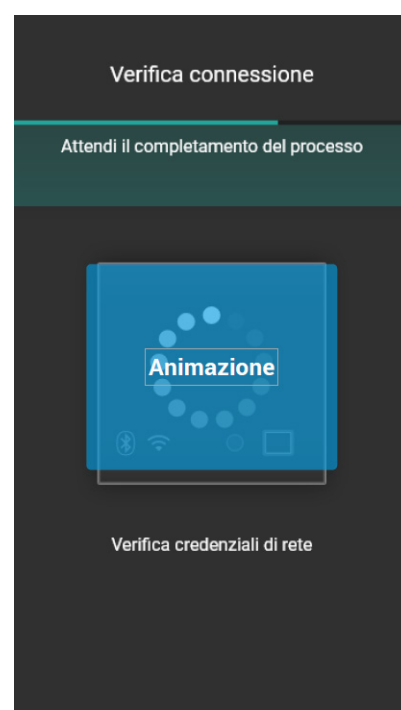 Verifica connessione
Attendi il completamento del processo
Animazione
Verifica credenziali di rete